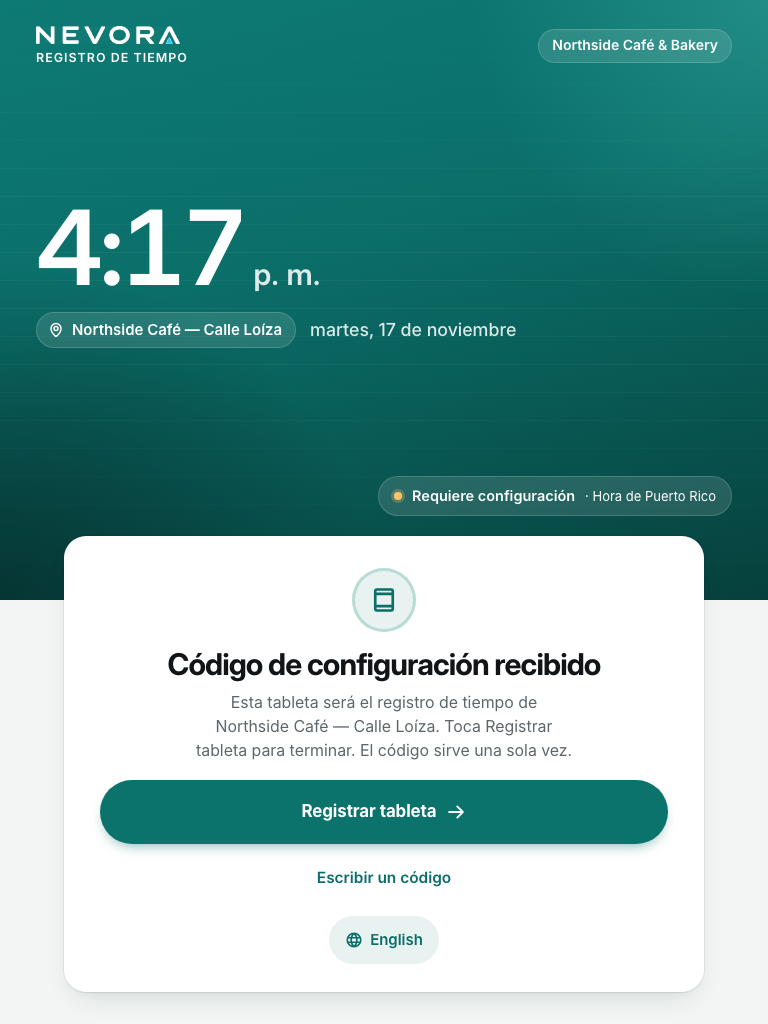 NEVORA
REGISTRO DE TIEMPO
Northside Café & Bakery
4:17 p. m.
Northside Café — Calle Loíza
martes, 17 de noviembre
Requiere configuración · Hora de Puerto Rico
Código de configuración recibido
Esta tableta será el registro de tiempo de
Northside Café — Calle Loíza. Toca Registrar
tableta para terminar. El código sirve una sola vez.
Registrar tableta →
Escribir un código
English